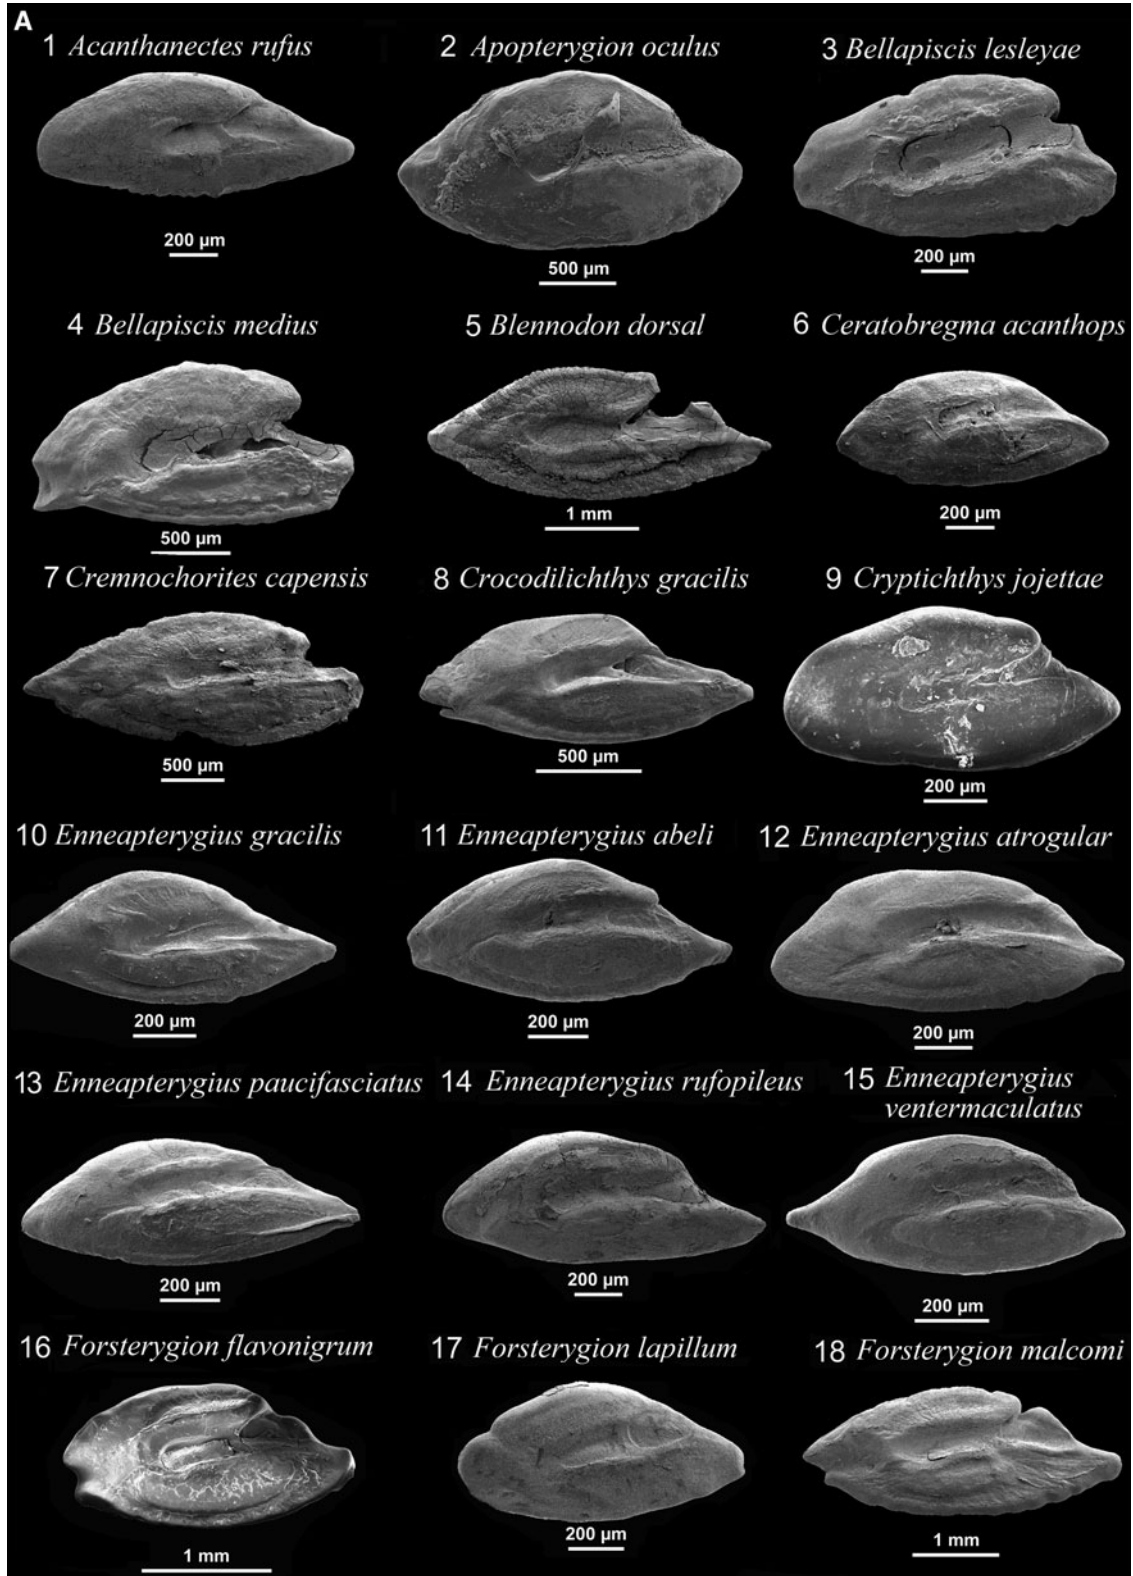 A
1 Acanthanectes rufus
2 Apopterygion oculus
3 Bellapiscis lesleyae
200 µm
500 µm
200 µm
4 Bellapiscis medius
5 Blennodon dorsal
6 Ceratobregma acanthops
500 µm
1 mm
200 µm
7 Cremnochorites capensis
8 Crocodilichthys gracilis
9 Cryptichthys jojettae
500 µm
500 µm
200 µm
10 Enneapterygius gracilis
11 Enneapterygius abeli
12 Enneapterygius atrogular
200 µm
200 µm
200 µm
13 Enneapterygius paucifasciatus
14 Enneapterygius rufopileus
15 Enneapterygius
ventermaculatus
200 µm
200 µm
200 µm
16 Forsterygion flavonigrum
17 Forsterygion lapillum
18 Forsterygion malcomi
1 mm
200 µm
1 mm